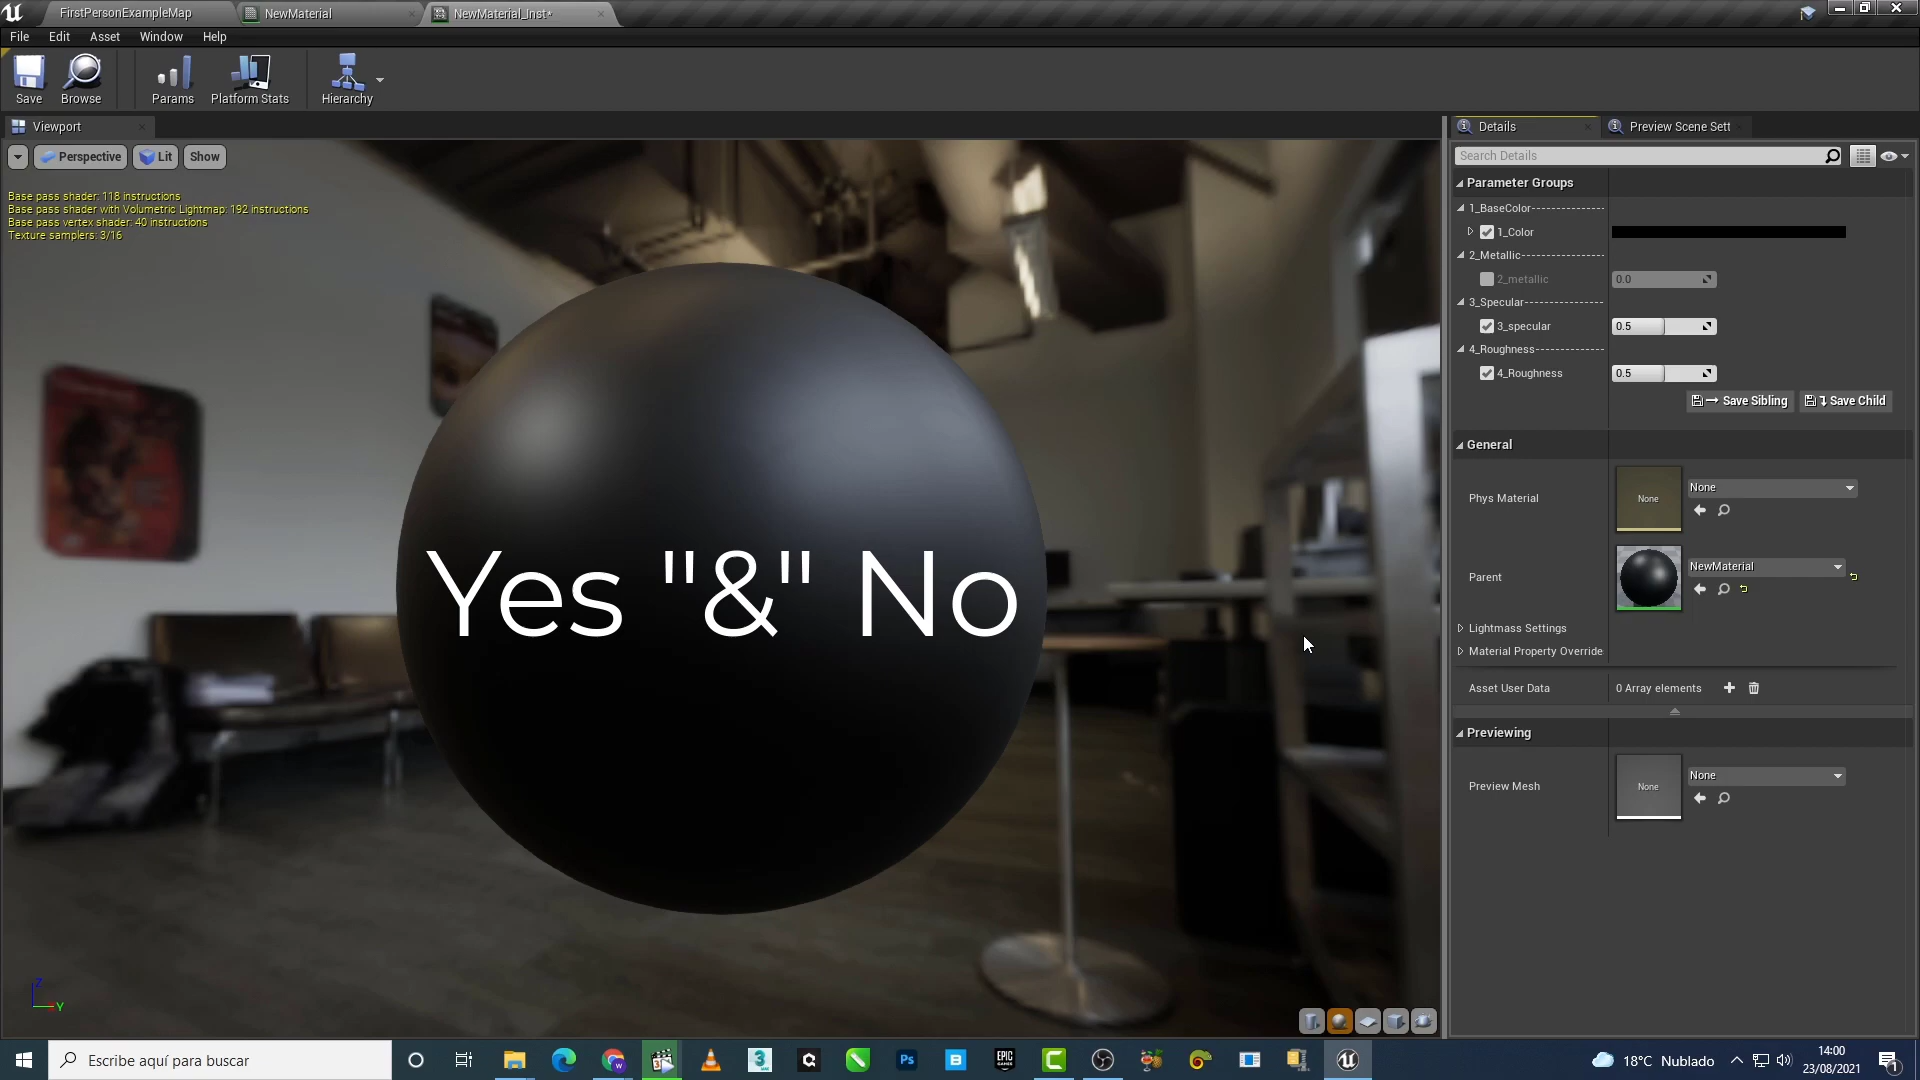 FirstPersonExampleMap
NewMaterial
NewMaterial_Inst*
File Edit Asset Window Help
Save Browse Params Platform Stats Hierarchy
Viewport
Perspective Lit Show
Base pass shader: 118 instructions
Base pass shader with Volumetric Lightmap: 192 instructions
Base pass vertex shader: 40 instructions
Texture samplers: 3/16
Yes "&" No
Z
Y
Details
Preview Scene Sett
Search Details
Parameter Groups
1_BaseColor
1_Color
2_Metallic
2_metallic 0.0
3_Specular
3_specular 0.5
4_Roughness
4_Roughness 0.5
Save Sibling Save Child
General
Phys Material None None
Parent NewMaterial
Lightmass Settings
Material Property Override
Asset User Data 0 Array elements
Previewing
Preview Mesh None None
Escribe aquí para buscar
Ps
EPIC GAMES
18°C Nublado
14:00
23/08/2021
1